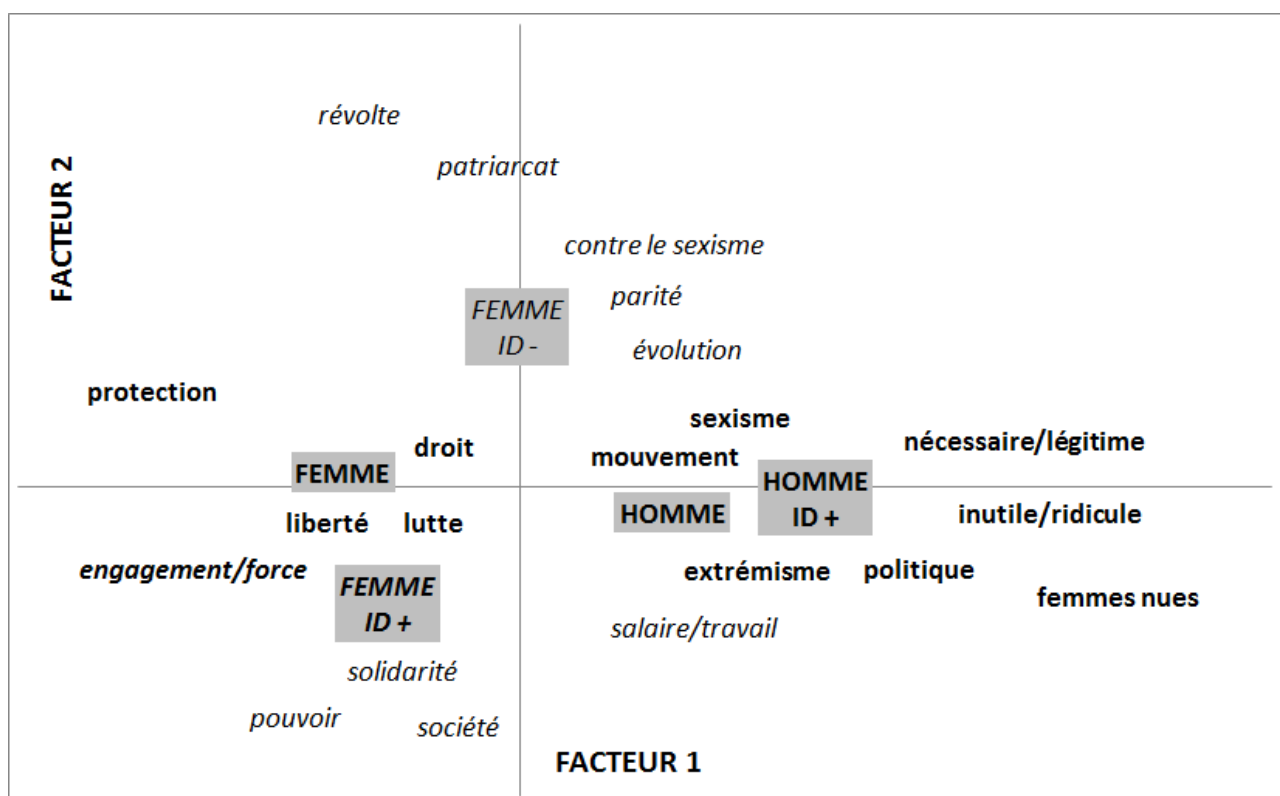 révolte
patriarcat
FACTEUR 2
contre le sexisme
parité
FEMME
ID -
évolution
protection
sexisme
droit
nécessaire/légitime
mouvement
FEMME
HOMME
ID +
HOMME
inutile/ridicule
liberté
lutte
engagement/force
extrémisme
politique
FEMME
ID +
femmes nues
salaire/travail
solidarité
pouvoir
société
FACTEUR 1